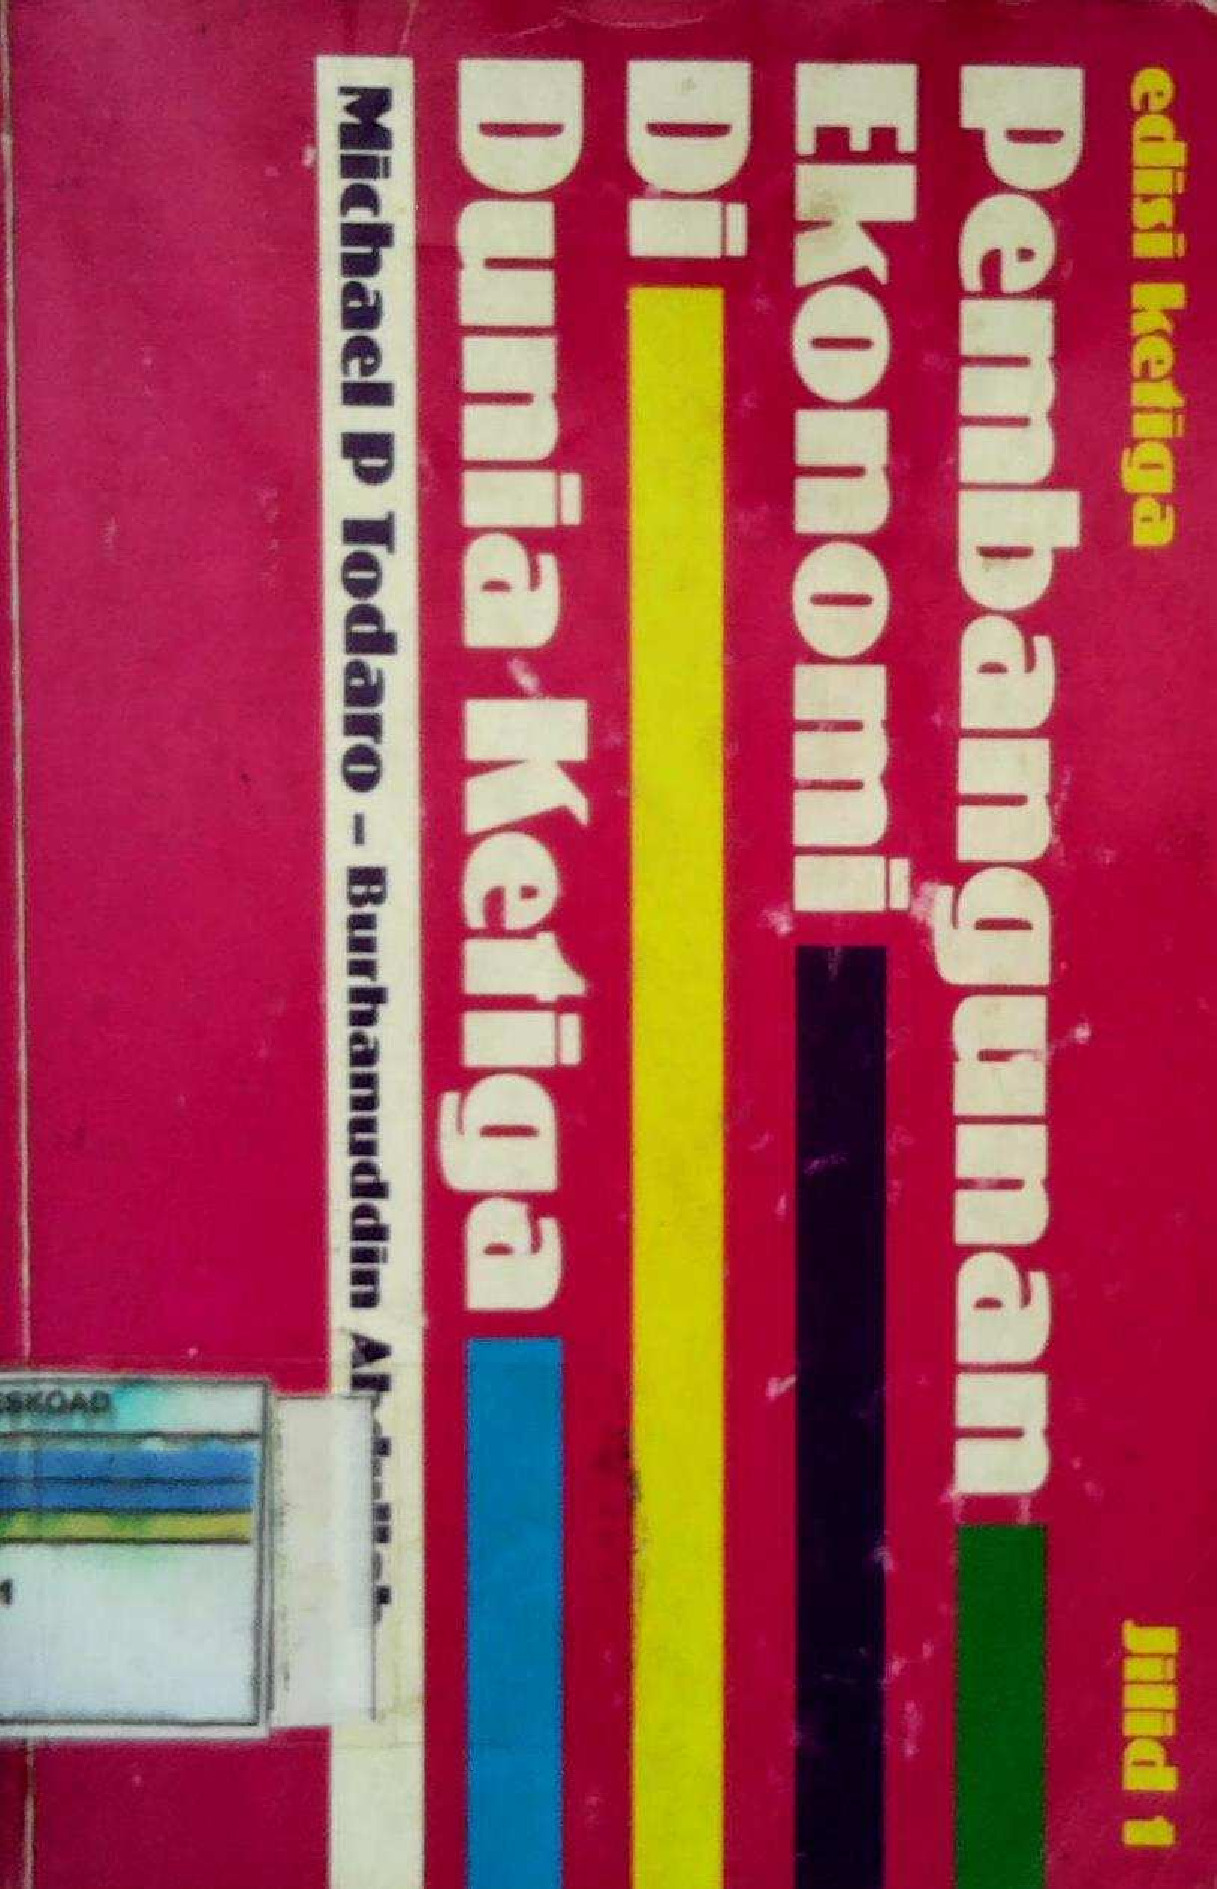 edisi ketiga
Jilid 1
Pembangunan
Ekonomi
Di
Dunia Ketiga
Michael P Todaro – Burhanuddin